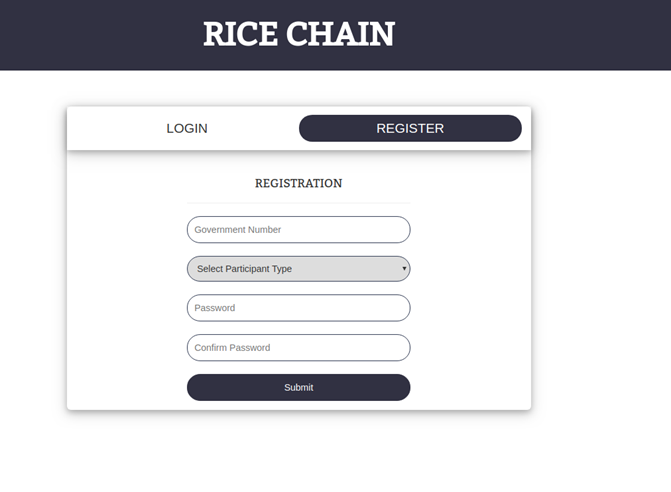 RICE CHAIN
LOGIN REGISTER
REGISTRATION
Government Number
Select Participant Type
Password
Confirm Password
Submit